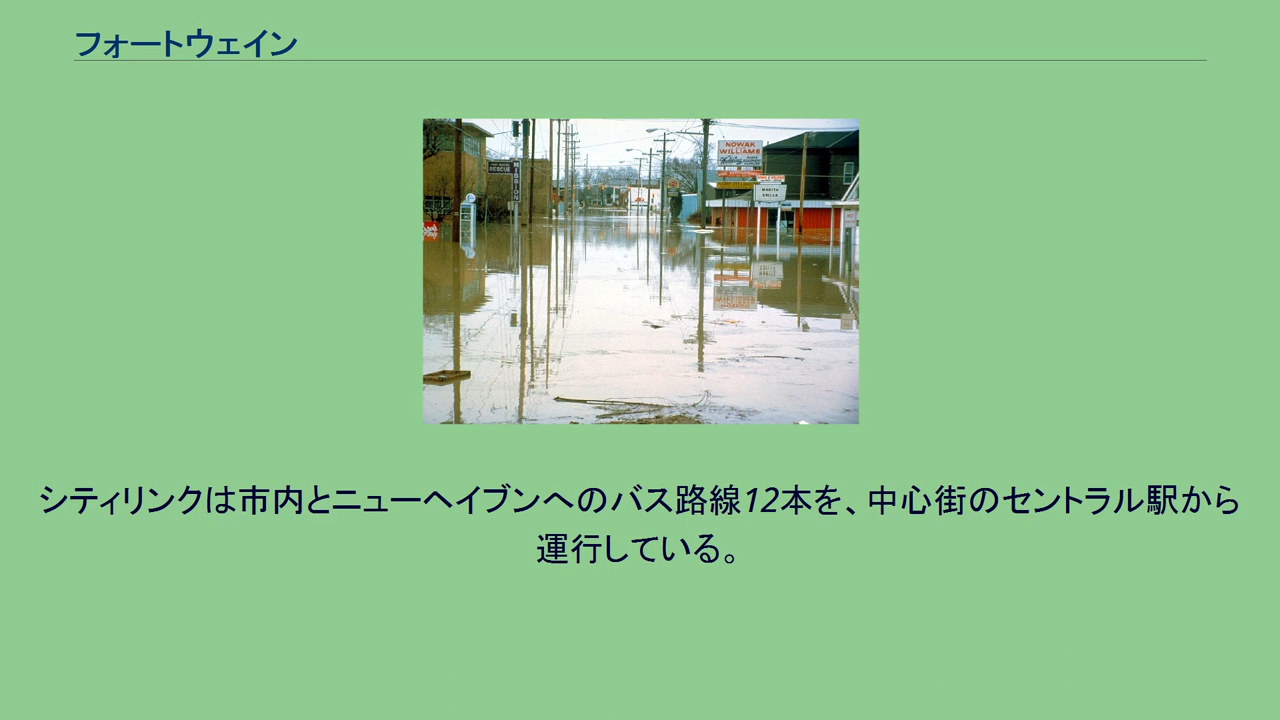 フォートウェイン
NOWAK
WILLIAMS
RESCUE
MISSION
シティリンクは市内とニューヘイブンへのバス路線12本を、中心街のセントラル駅から
運行している。